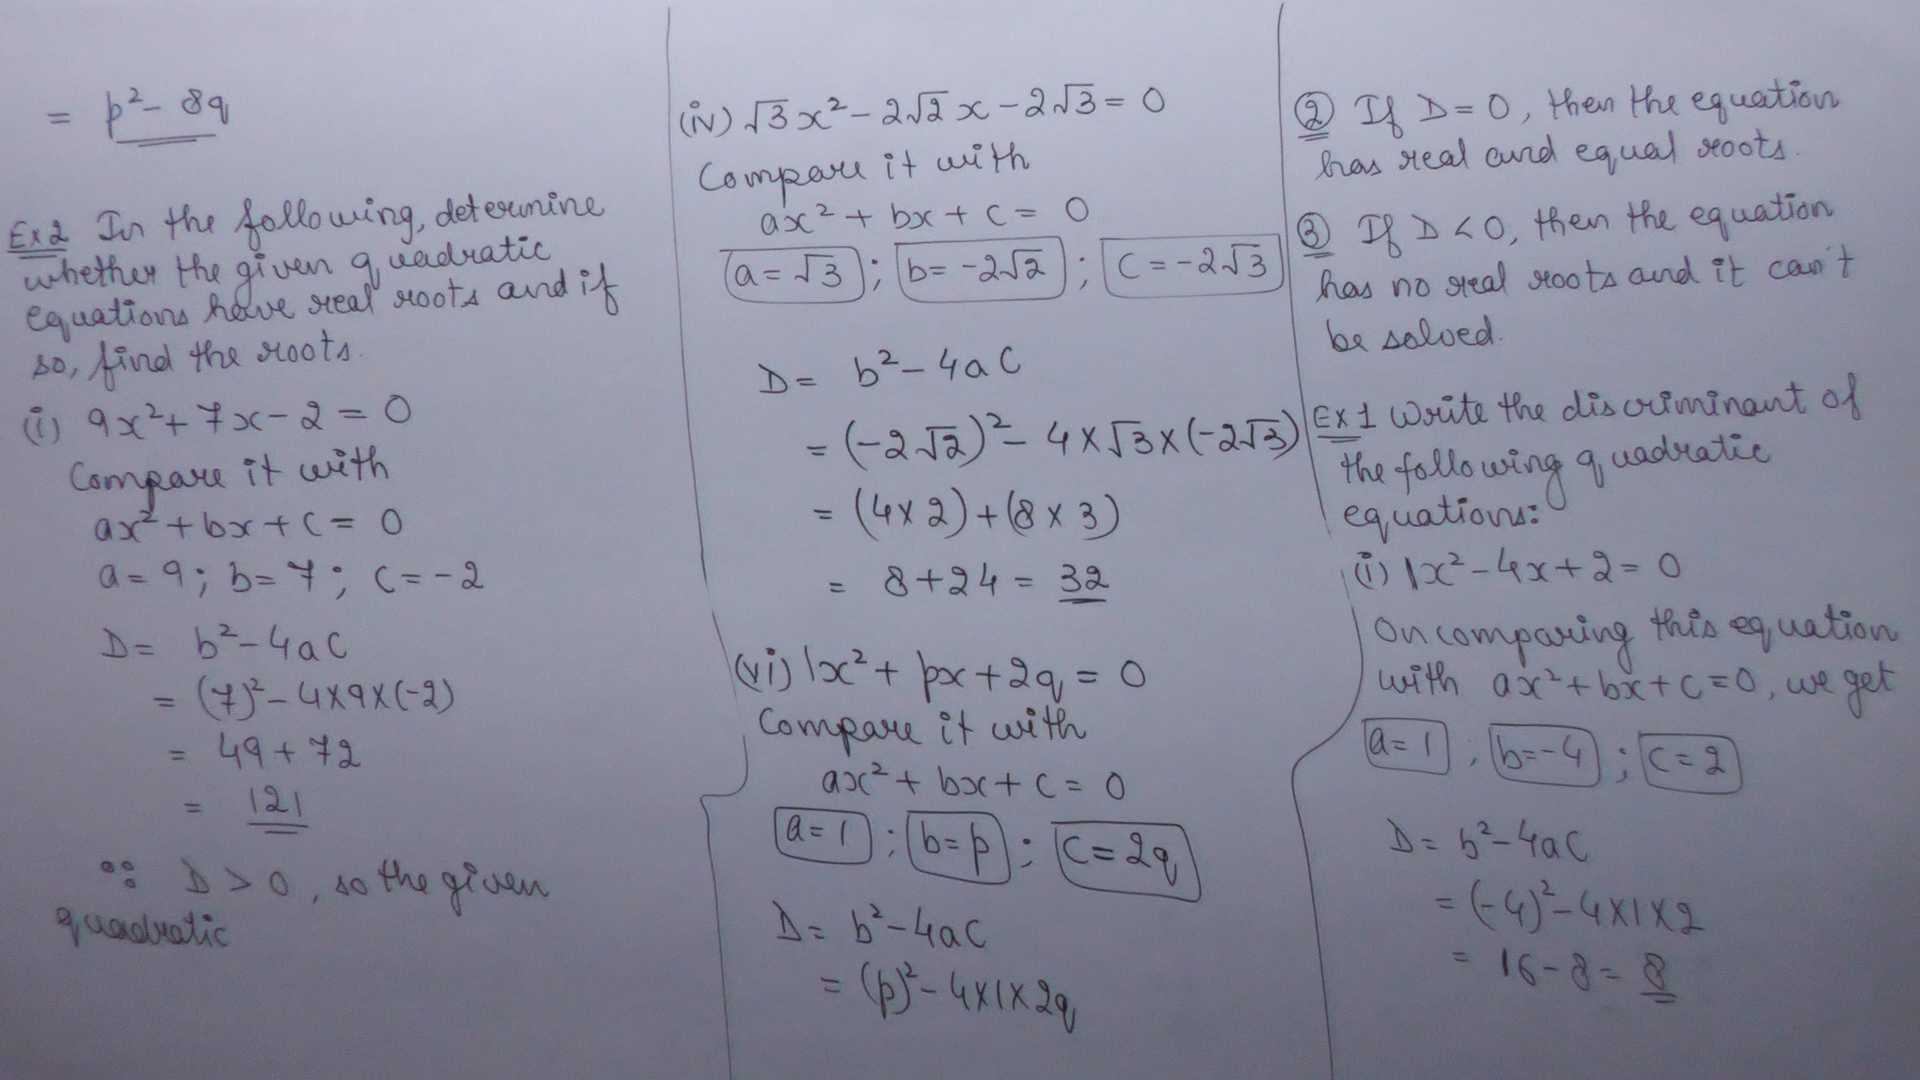 = p² - 8q
Ex2 In the following, determine
whether the given quadratic
equations have real roots and if
so, find the roots.
(i) 9x² + 7x - 2 = 0
Compare it with
ax² + bx + c = 0
a = 9 ; b = 7 ; c = -2
D = b² - 4ac
= (7)² - 4×9×(-2)
= 49 + 72
= 121
∵ D > 0, so the given
quadratic
(iv) √3x² - 2√2x - 2√3 = 0
Compare it with
ax² + bx + c = 0
a = √3 ; b = -2√2 ; c = -2√3
D = b² - 4ac
= (-2√2)² - 4×√3×(-2√3)
= (4×2) + (8×3)
= 8 + 24 = 32
(vi) 1x² + px + 2q = 0
Compare it with
ax² + bx + c = 0
a = 1 ; b = p ; c = 2q
D = b² - 4ac
= (p)² - 4×1×2q
② If D = 0, then the equation
has real and equal roots.
③ If D < 0, then the equation
has no real roots and it can't
be solved.
Ex1 Write the discriminant of
the following quadratic
equations:
(i) 1x² - 4x + 2 = 0
On comparing this equation
with ax² + bx + c = 0, we get
a = 1 ; b = -4 ; c = 2
D = b² - 4ac
= (-4)² - 4×1×2
= 16 - 8 = 8